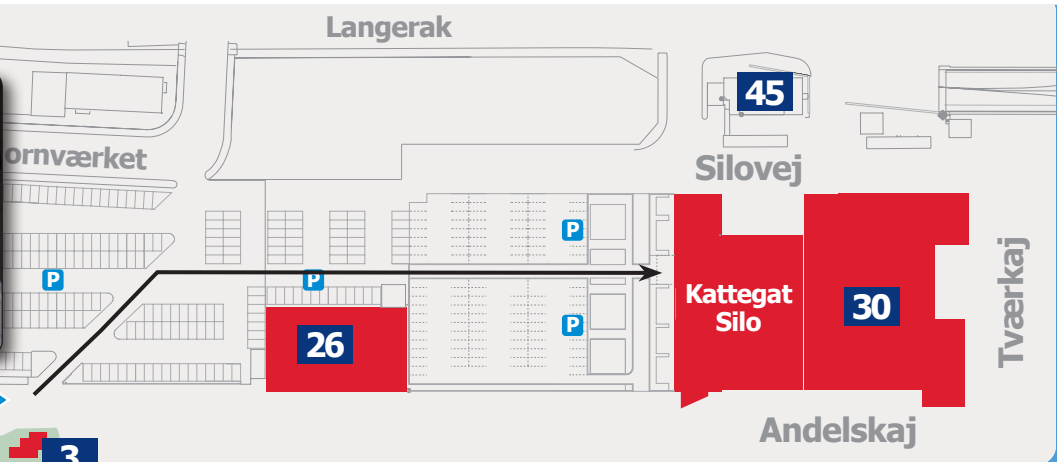 Langerak
45
ornværket
Silovej
P
P
P
Kattegat
Silo
30
Tværkaj
26
P
Andelskaj
3